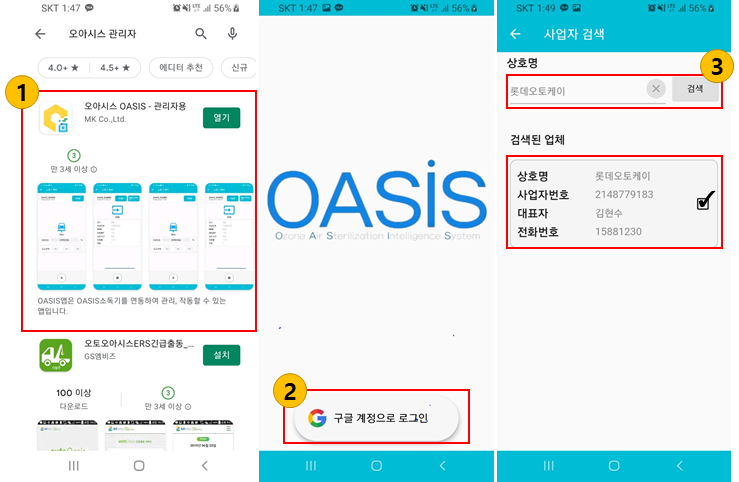 SKT 1:47
56%
오아시스 관리자
4.0+ ★
4.5+ ★
에디터 추천
신규
1
오아시스 OASIS - 관리자용
MK Co.,Ltd.
열기
3
만 3세 이상
OASIS앱은 OASIS소독기를 연동하여 관리, 작동할 수 있는
앱입니다.
오토오아시스ERS긴급출동_...
GS엠비즈
설치
100 이상
다운로드
3
만 3세 이상
SKT 1:47
56%
OASiS
Ozone Air Sterilization Intelligence System
2
구글 계정으로 로그인
SKT 1:49
56%
사업자 검색
상호명
3
롯데오토케이
검색
검색된 업체
상호명 롯데오토케이
사업자번호 2148779183
대표자 김현수
전화번호 15881230